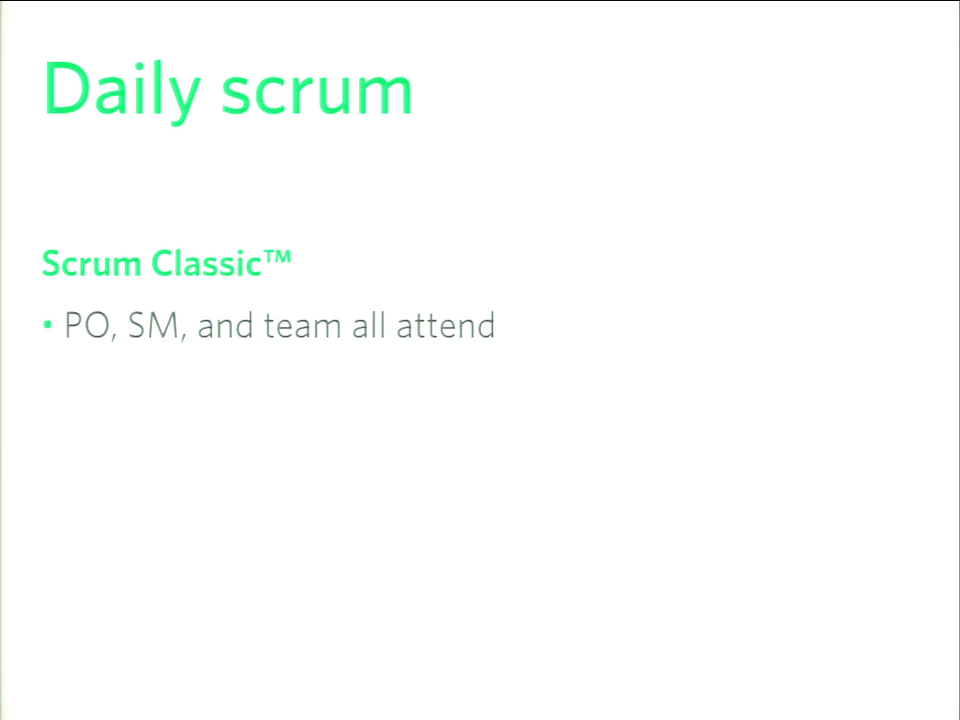 Daily scrum
Scrum Classic™
• PO, SM, and team all attend